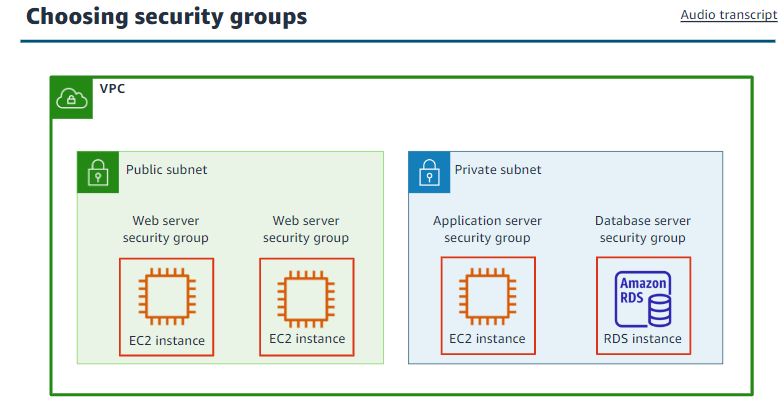 Choosing security groups
Audio transcript
VPC
Public subnet
Web server
security group
EC2 instance
Web server
security group
EC2 instance
Private subnet
Application server
security group
EC2 instance
Database server
security group
Amazon
RDS
RDS instance